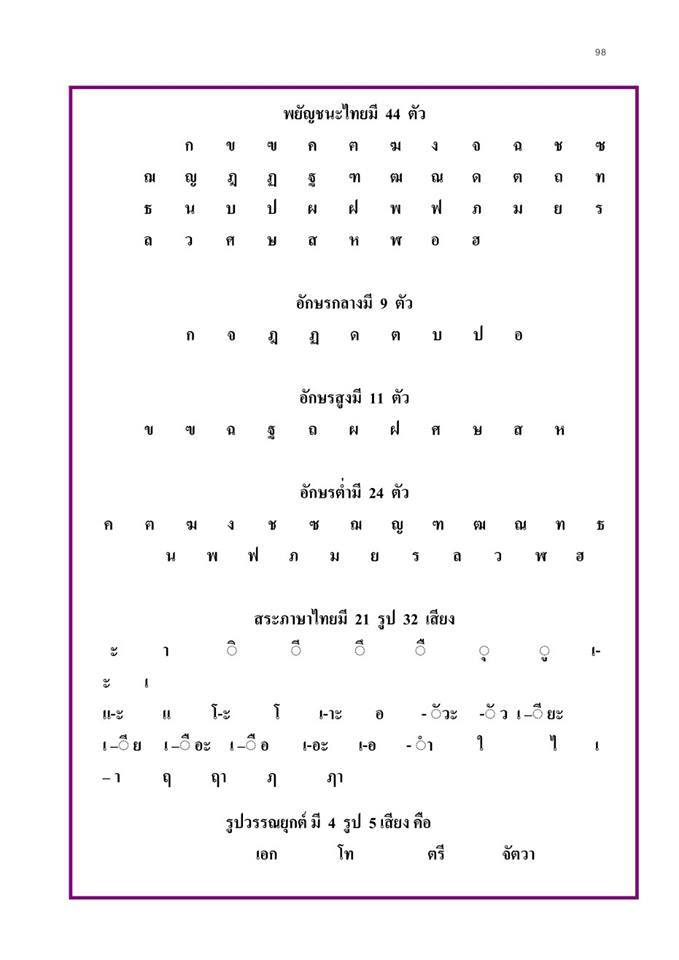 98
พยัญชนะไทยมี 44 ตัว
ก ข ฃ ค ฅ ฆ ง จ ฉ ช ซ
ฌ ญ ฎ ฏ ฐ ฑ ฒ ณ ด ต ถ ท
ธ น บ ป ผ ฝ พ ฟ ภ ม ย ร
ล ว ศ ษ ส ห ฬ อ ฮ
อักษรกลางมี 9 ตัว
ก จ ฎ ฏ ด ต บ ป อ
อักษรสูงมี 11 ตัว
ข ฃ ฉ ฐ ถ ผ ฝ ศ ษ ส ห
อักษรต่ำมี 24 ตัว
ค ฅ ฆ ง ช ซ ฌ ญ ฑ ฒ ณ ท ธ
น พ ฟ ภ ม ย ร ล ว ฬ ฮ
สระภาษาไทยมี 21 รูป 32 เสียง
ะ า ◌ิ ◌ี ◌ึ ◌ื ◌ุ ◌ู เ-
ะ เ
แ-ะ แ โ-ะ โ เ-าะ อ -◌ัวะ -◌ัว เ–◌ียะ
เ–◌ีย เ–◌ือะ เ–◌ือ เ-อะ เ-อ -◌ำ ใ ไ เ
–า ฤ ฤา ฦ ฦา
รูปวรรณยุกต์ มี 4 รูป 5 เสียง คือ
เอก โท ตรี จัตวา